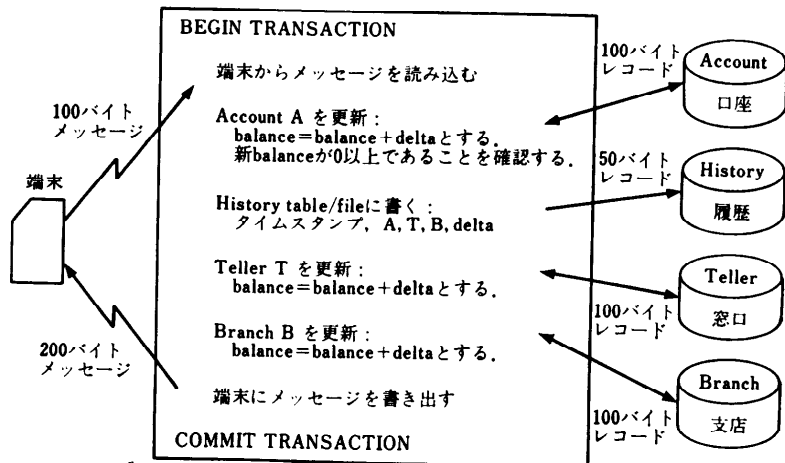 BEGIN TRANSACTION
端末からメッセージを読み込む
Account A を更新：
balance＝balance＋deltaとする．
新balanceが0以上であることを確認する．
History table/fileに書く：
タイムスタンプ，A, T, B, delta
Teller T を更新：
balance＝balance＋deltaとする．
Branch B を更新：
balance＝balance＋deltaとする．
端末にメッセージを書き出す
COMMIT TRANSACTION
100バイト
メッセージ
端末
200バイト
メッセージ
100バイト
レコード
Account
口座
50バイト
レコード
History
履歴
Teller
窓口
100バイト
レコード
Branch
支店
100バイト
レコード